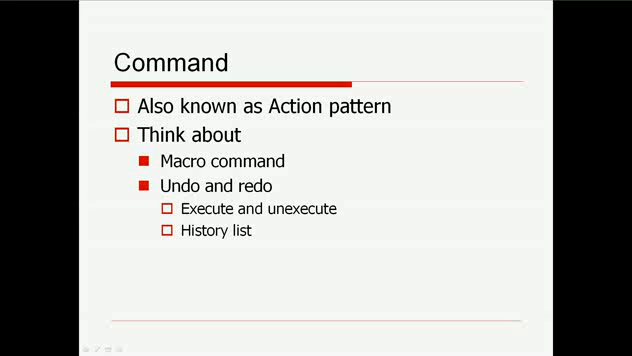 Command
Also known as Action pattern
Think about
Macro command
Undo and redo
Execute and unexecute
History list